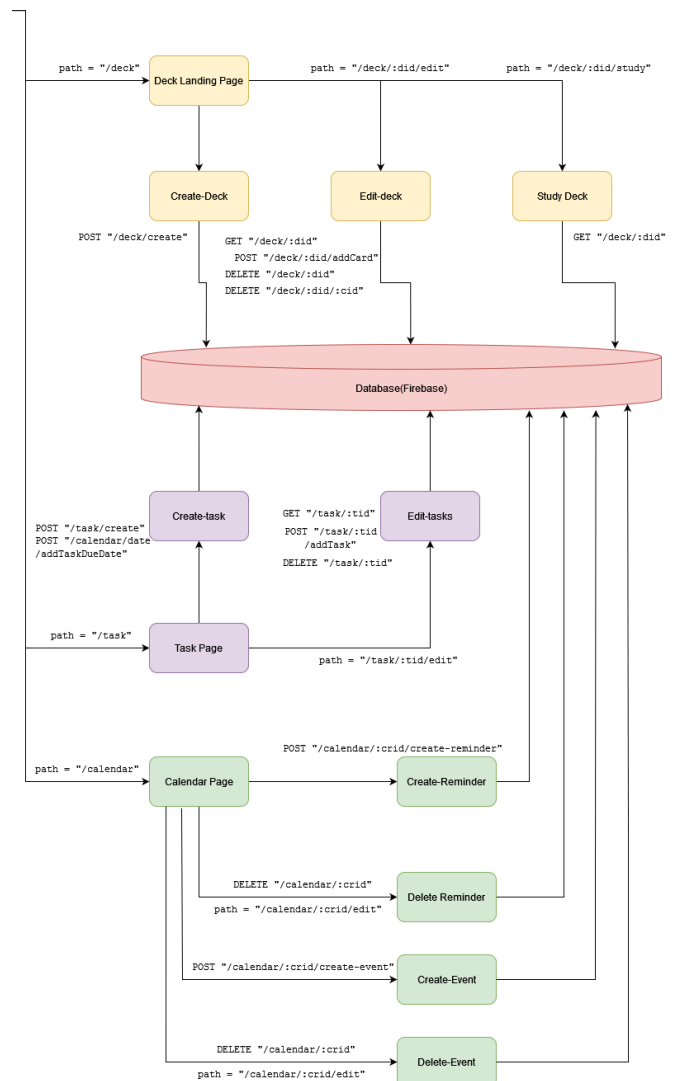 path = "/deck"
Deck Landing Page
path = "/deck/:did/edit"
path = "/deck/:did/study"
Create-Deck
Edit-deck
Study Deck
POST "/deck/create"
GET "/deck/:did"
POST "/deck/:did/addCard"
DELETE "/deck/:did"
DELETE "/deck/:did/:cid"
GET "/deck/:did"
Database(Firebase)
POST "/task/create"
POST "/calendar/date
/addTaskDueDate"
Create-task
GET "/task/:tid"
POST "/task/:tid
/addTask"
DELETE "/task/:tid"
Edit-tasks
path = "/task"
Task Page
path = "/task/:tid/edit"
path = "/calendar"
Calendar Page
POST "/calendar/:crid/create-reminder"
Create-Reminder
DELETE "/calendar/:crid"
path = "/calendar/:crid/edit"
Delete Reminder
POST "/calendar/:crid/create-event"
Create-Event
DELETE "/calendar/:crid"
path = "/calendar/:crid/edit"
Delete-Event